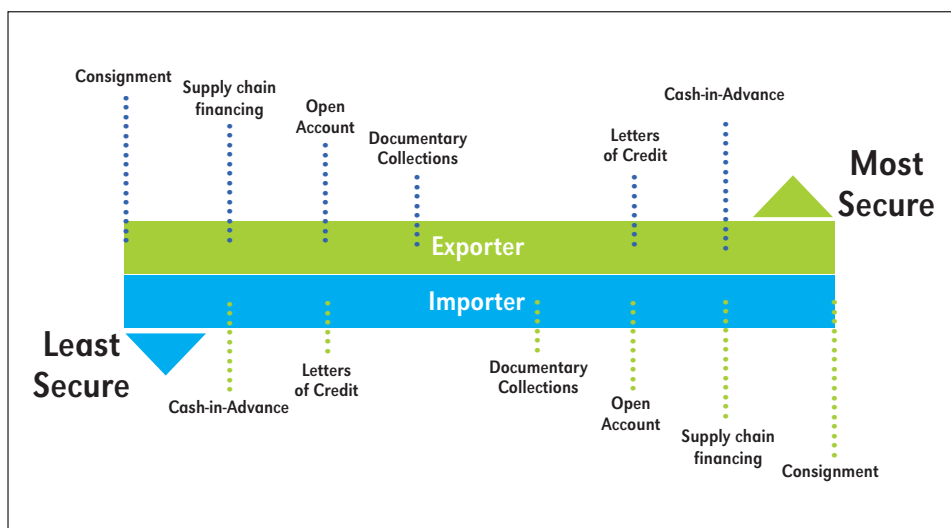 Consignment
Supply chain
financing
Open
Account
Documentary
Collections
Letters
of Credit
Cash-in-Advance
Most
Secure
Exporter
Importer
Least
Secure
Cash-in-Advance
Letters
of Credit
Documentary
Collections
Open
Account
Supply chain
financing
Consignment